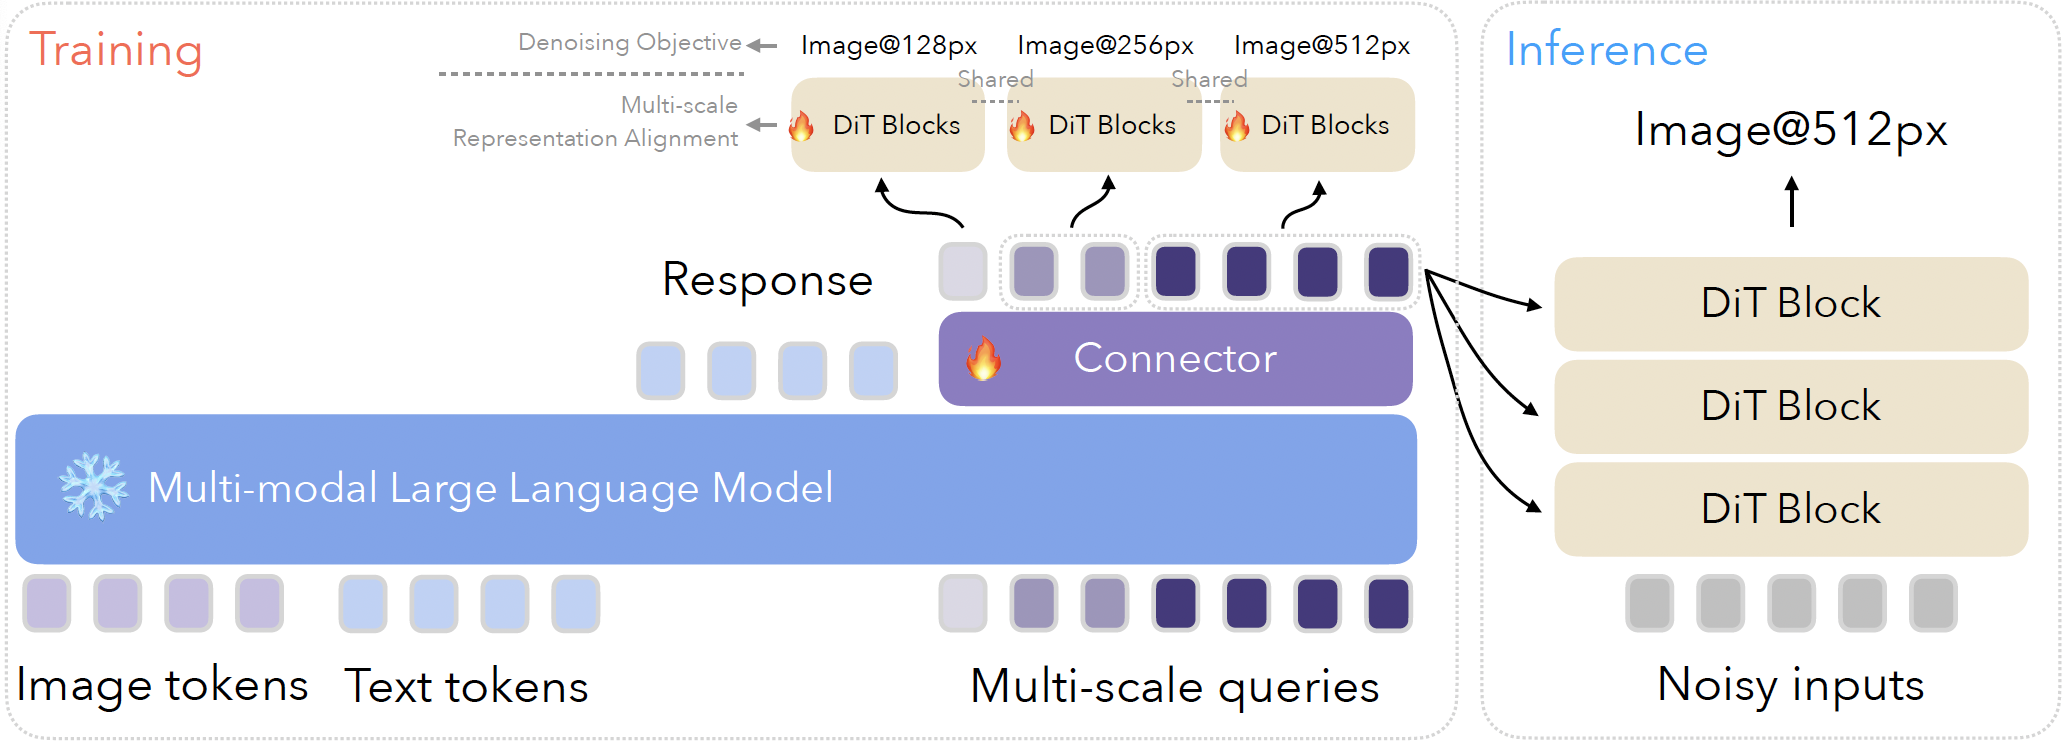 Training
Denoising Objective
Image@128px
Image@256px
Image@512px
Shared
Shared
Multi-scale
Representation Alignment
DiT Blocks
DiT Blocks
DiT Blocks
Response
Connector
Multi-modal Large Language Model
Image tokens
Text tokens
Multi-scale queries
Inference
Image@512px
DiT Block
DiT Block
DiT Block
Noisy inputs